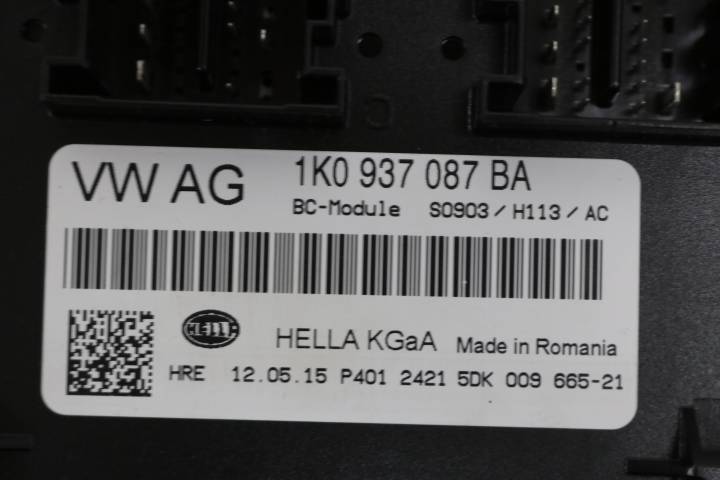 VW AG 1K0 937 087 BA
BC-Module S0903 / H113 / AC
HELLA HELLA KGaA Made in Romania
HRE 12.05.15 P401 2421 5DK 009 665-21